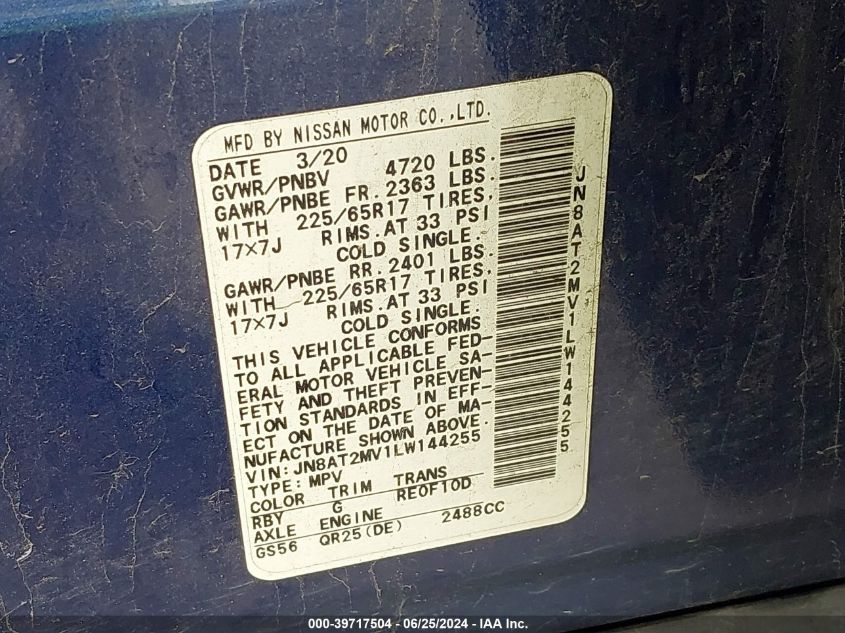 MFD BY NISSAN MOTOR CO.,LTD.
DATE 3/20
GVWR/PNBV 4720 LBS.
GAWR/PNBE FR. 2363 LBS.
WITH 225/65R17 TIRES,
17×7J RIMS.AT 33 PSI
COLD SINGLE.
GAWR/PNBE RR. 2401 LBS.
WITH 225/65R17 TIRES,
17×7J RIMS.AT 33 PSI
COLD SINGLE.
THIS VEHICLE CONFORMS
TO ALL APPLICABLE FED-
ERAL MOTOR VEHICLE SA-
FETY AND THEFT PREVEN-
TION STANDARDS IN EFF-
ECT ON THE DATE OF MA-
NUFACTURE SHOWN ABOVE.
VIN: JN8AT2MV1LW144255
TYPE: MPV
COLOR TRIM TRANS
RBY G RE0F10D
AXLE ENGINE
GS56 QR25(DE) 2488CC
JN8AT2MV1LW144255
000-39717504 - 06/25/2024 - IAA Inc.